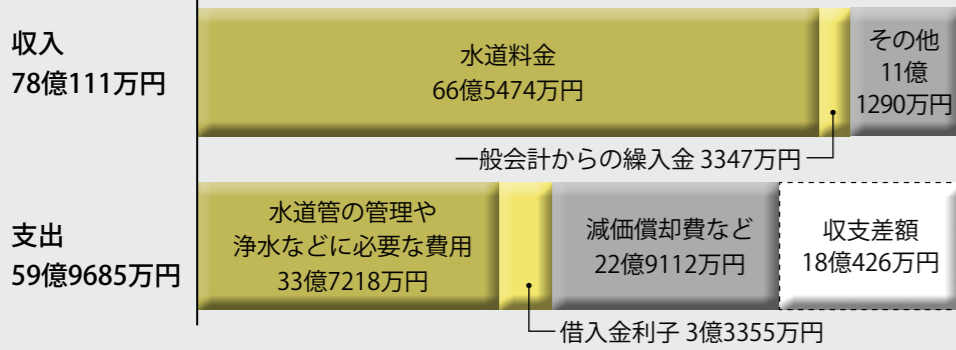 収入
78億111万円
水道料金
66億5474万円
その他
11億
1290万円
一般会計からの繰入金 3347万円
支出
59億9685万円
水道管の管理や
浄水などに必要な費用
33億7218万円
減価償却費など
22億9112万円
収支差額
18億426万円
借入金利子 3億3355万円